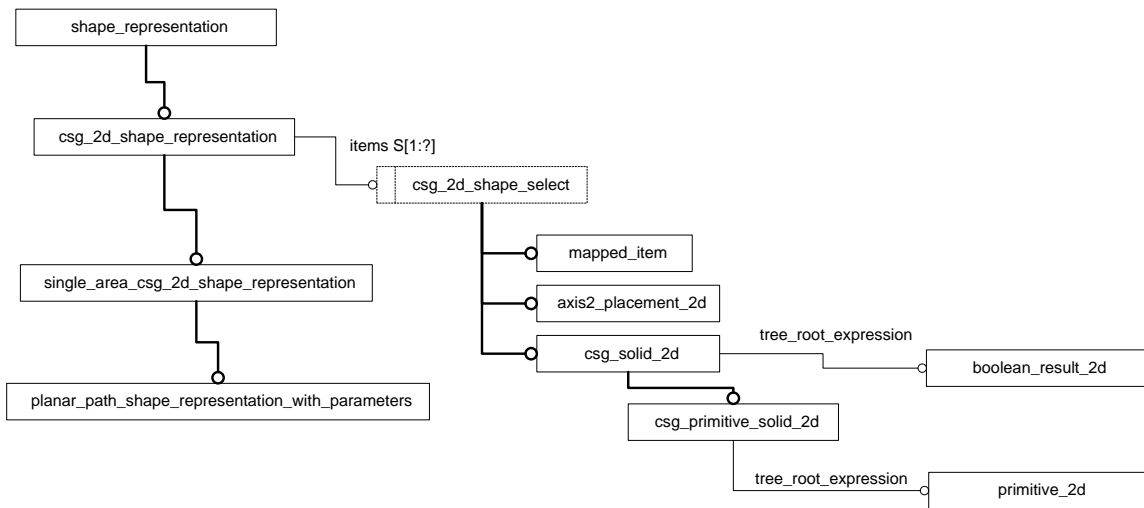 shape_representation
csg_2d_shape_representation
items S[1:?]
csg_2d_shape_select
mapped_item
single_area_csg_2d_shape_representation
axis2_placement_2d
tree_root_expression
csg_solid_2d
boolean_result_2d
planar_path_shape_representation_with_parameters
csg_primitive_solid_2d
tree_root_expression
primitive_2d